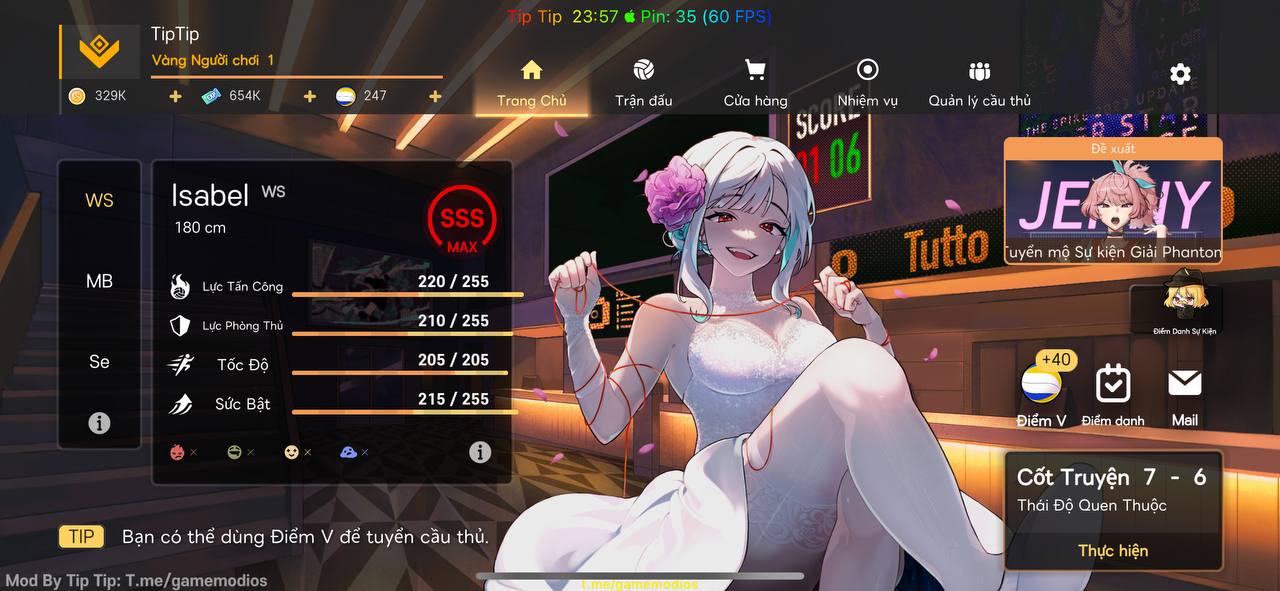 Tip Tip 23:57 Pin: 35 (60 FPS)
TipTip
Vàng Người chơi 1
329K
654K
247
Trang Chủ
Trận đấu
Cửa hàng
Nhiệm vụ
Quản lý cầu thủ
SCORE
01 06
Tutto
WS
MB
Se
Isabel WS
180 cm
SSS
MAX
Lực Tấn Công 220 / 255
Lực Phòng Thủ 210 / 255
Tốc Độ 205 / 205
Sức Bật 215 / 255
Đề xuất
JENNY
Tuyển mộ Sự kiện Giải Phanton
Điểm Danh Sự Kiện
+40
Điểm V
Điểm danh
Mail
Cốt Truyện 7 - 6
Thái Độ Quen Thuộc
Thực hiện
TIP Bạn có thể dùng Điểm V để tuyển cầu thủ.
Mod By Tip Tip: T.me/gamemodios
t.me/gamemodios